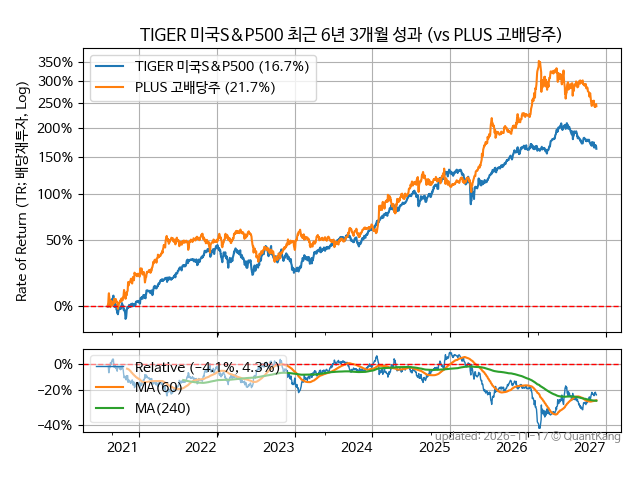 TIGER 미국S&P500 최근 6년 3개월 성과 (vs PLUS 고배당주)
Rate of Return (TR: 배당재투자, Log)
350%
300%
250%
200%
150%
100%
50%
0%
TIGER 미국S&P500 (16.7%)
PLUS 고배당주 (21.7%)
0%
−20%
−40%
Relative (−4.1%, 4.3%)
MA(60)
MA(240)
2021
2022
2023
2024
2025
2026
2027
updated: 2026-11-17 © QuantKang